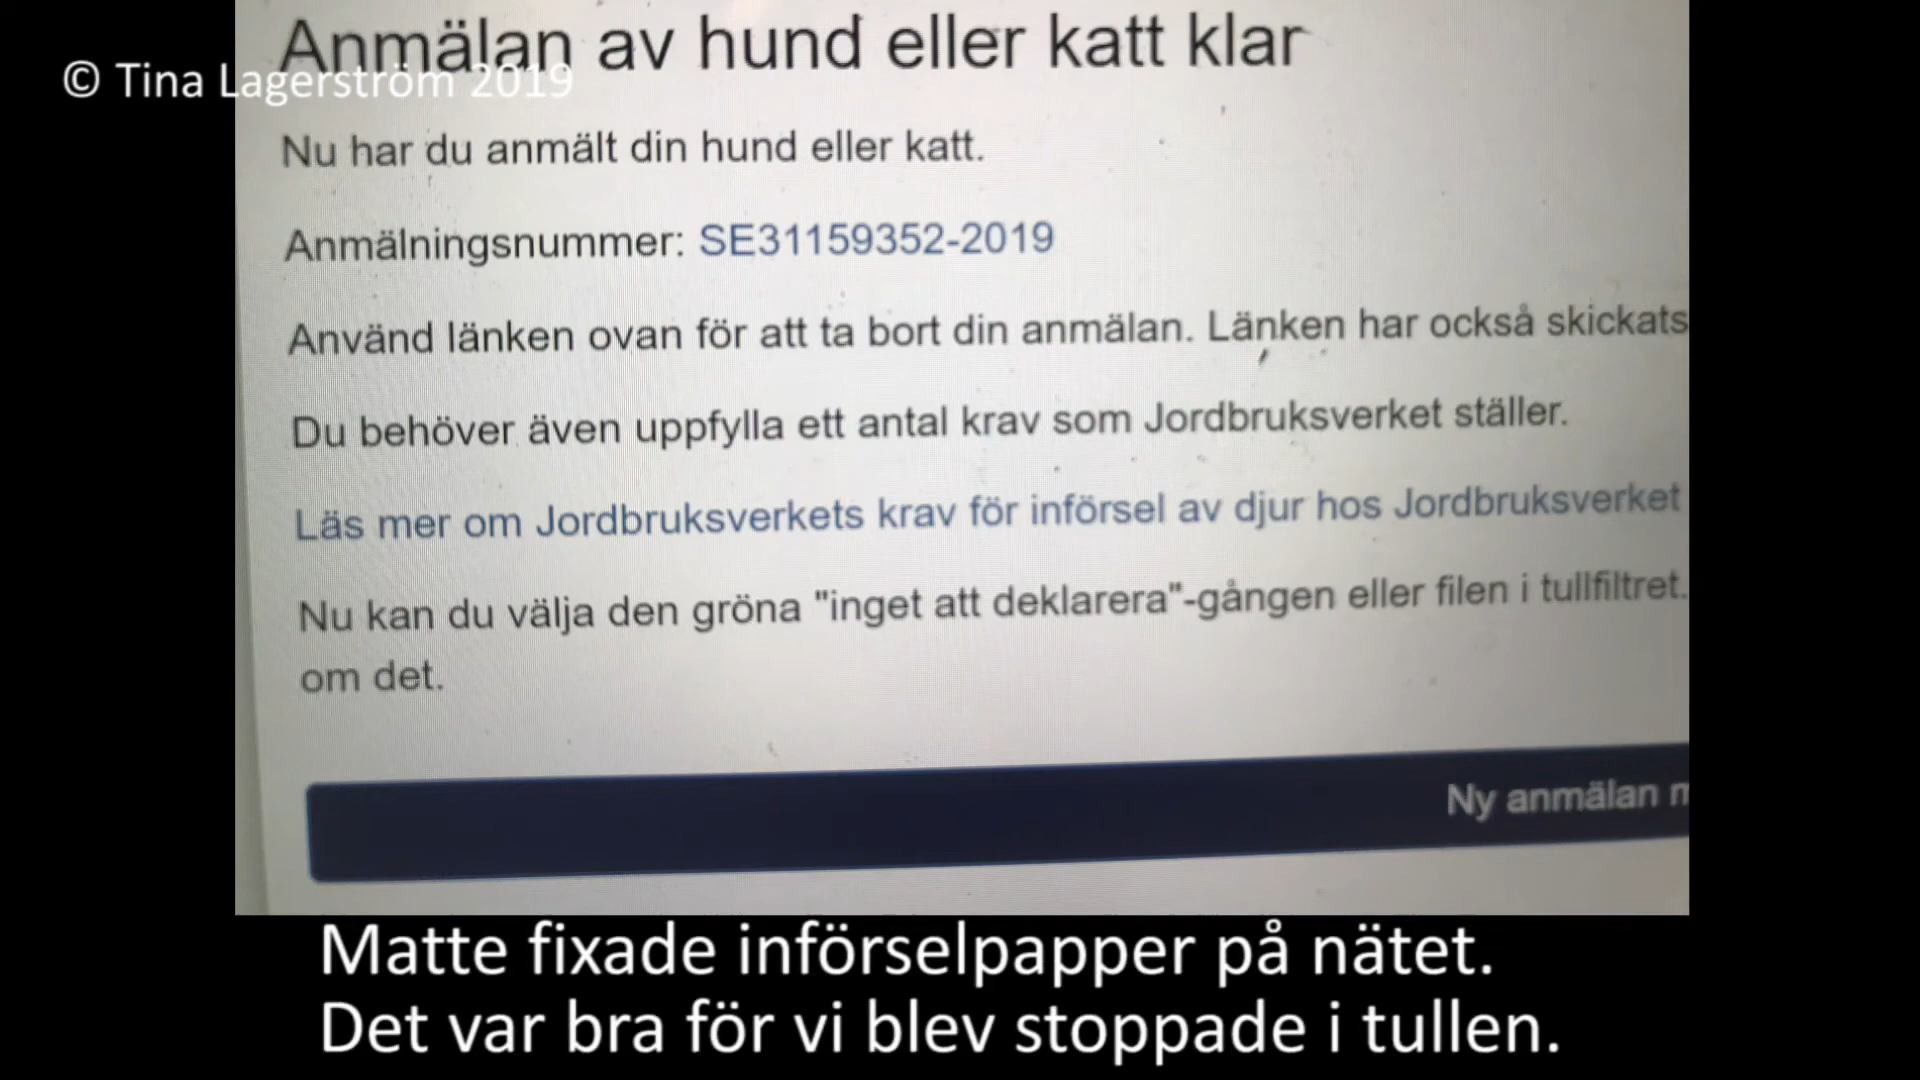 Anmälan av hund eller katt klar
© Tina Lagerström 2019
Nu har du anmält din hund eller katt.
Anmälningsnummer: SE31159352-2019
Använd länken ovan för att ta bort din anmälan. Länken har också skickats
Du behöver även uppfylla ett antal krav som Jordbruksverket ställer.
Läs mer om Jordbruksverkets krav för införsel av djur hos Jordbruksverket
Nu kan du välja den gröna "inget att deklarera"-gången eller filen i tullfiltret.
om det.
Ny anmälan
Matte fixade införselpapper på nätet.
Det var bra för vi blev stoppade i tullen.